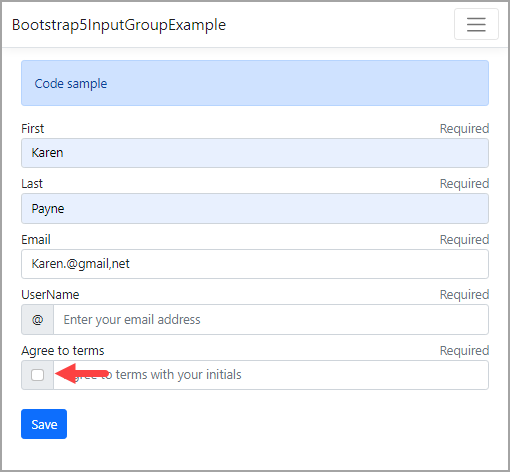 Bootstrap5InputGroupExample
Code sample
First Required
Karen
Last Required
Payne
Email Required
Karen.@gmail,net
UserName Required
@ Enter your email address
Agree to terms Required
to terms with your initials
Save